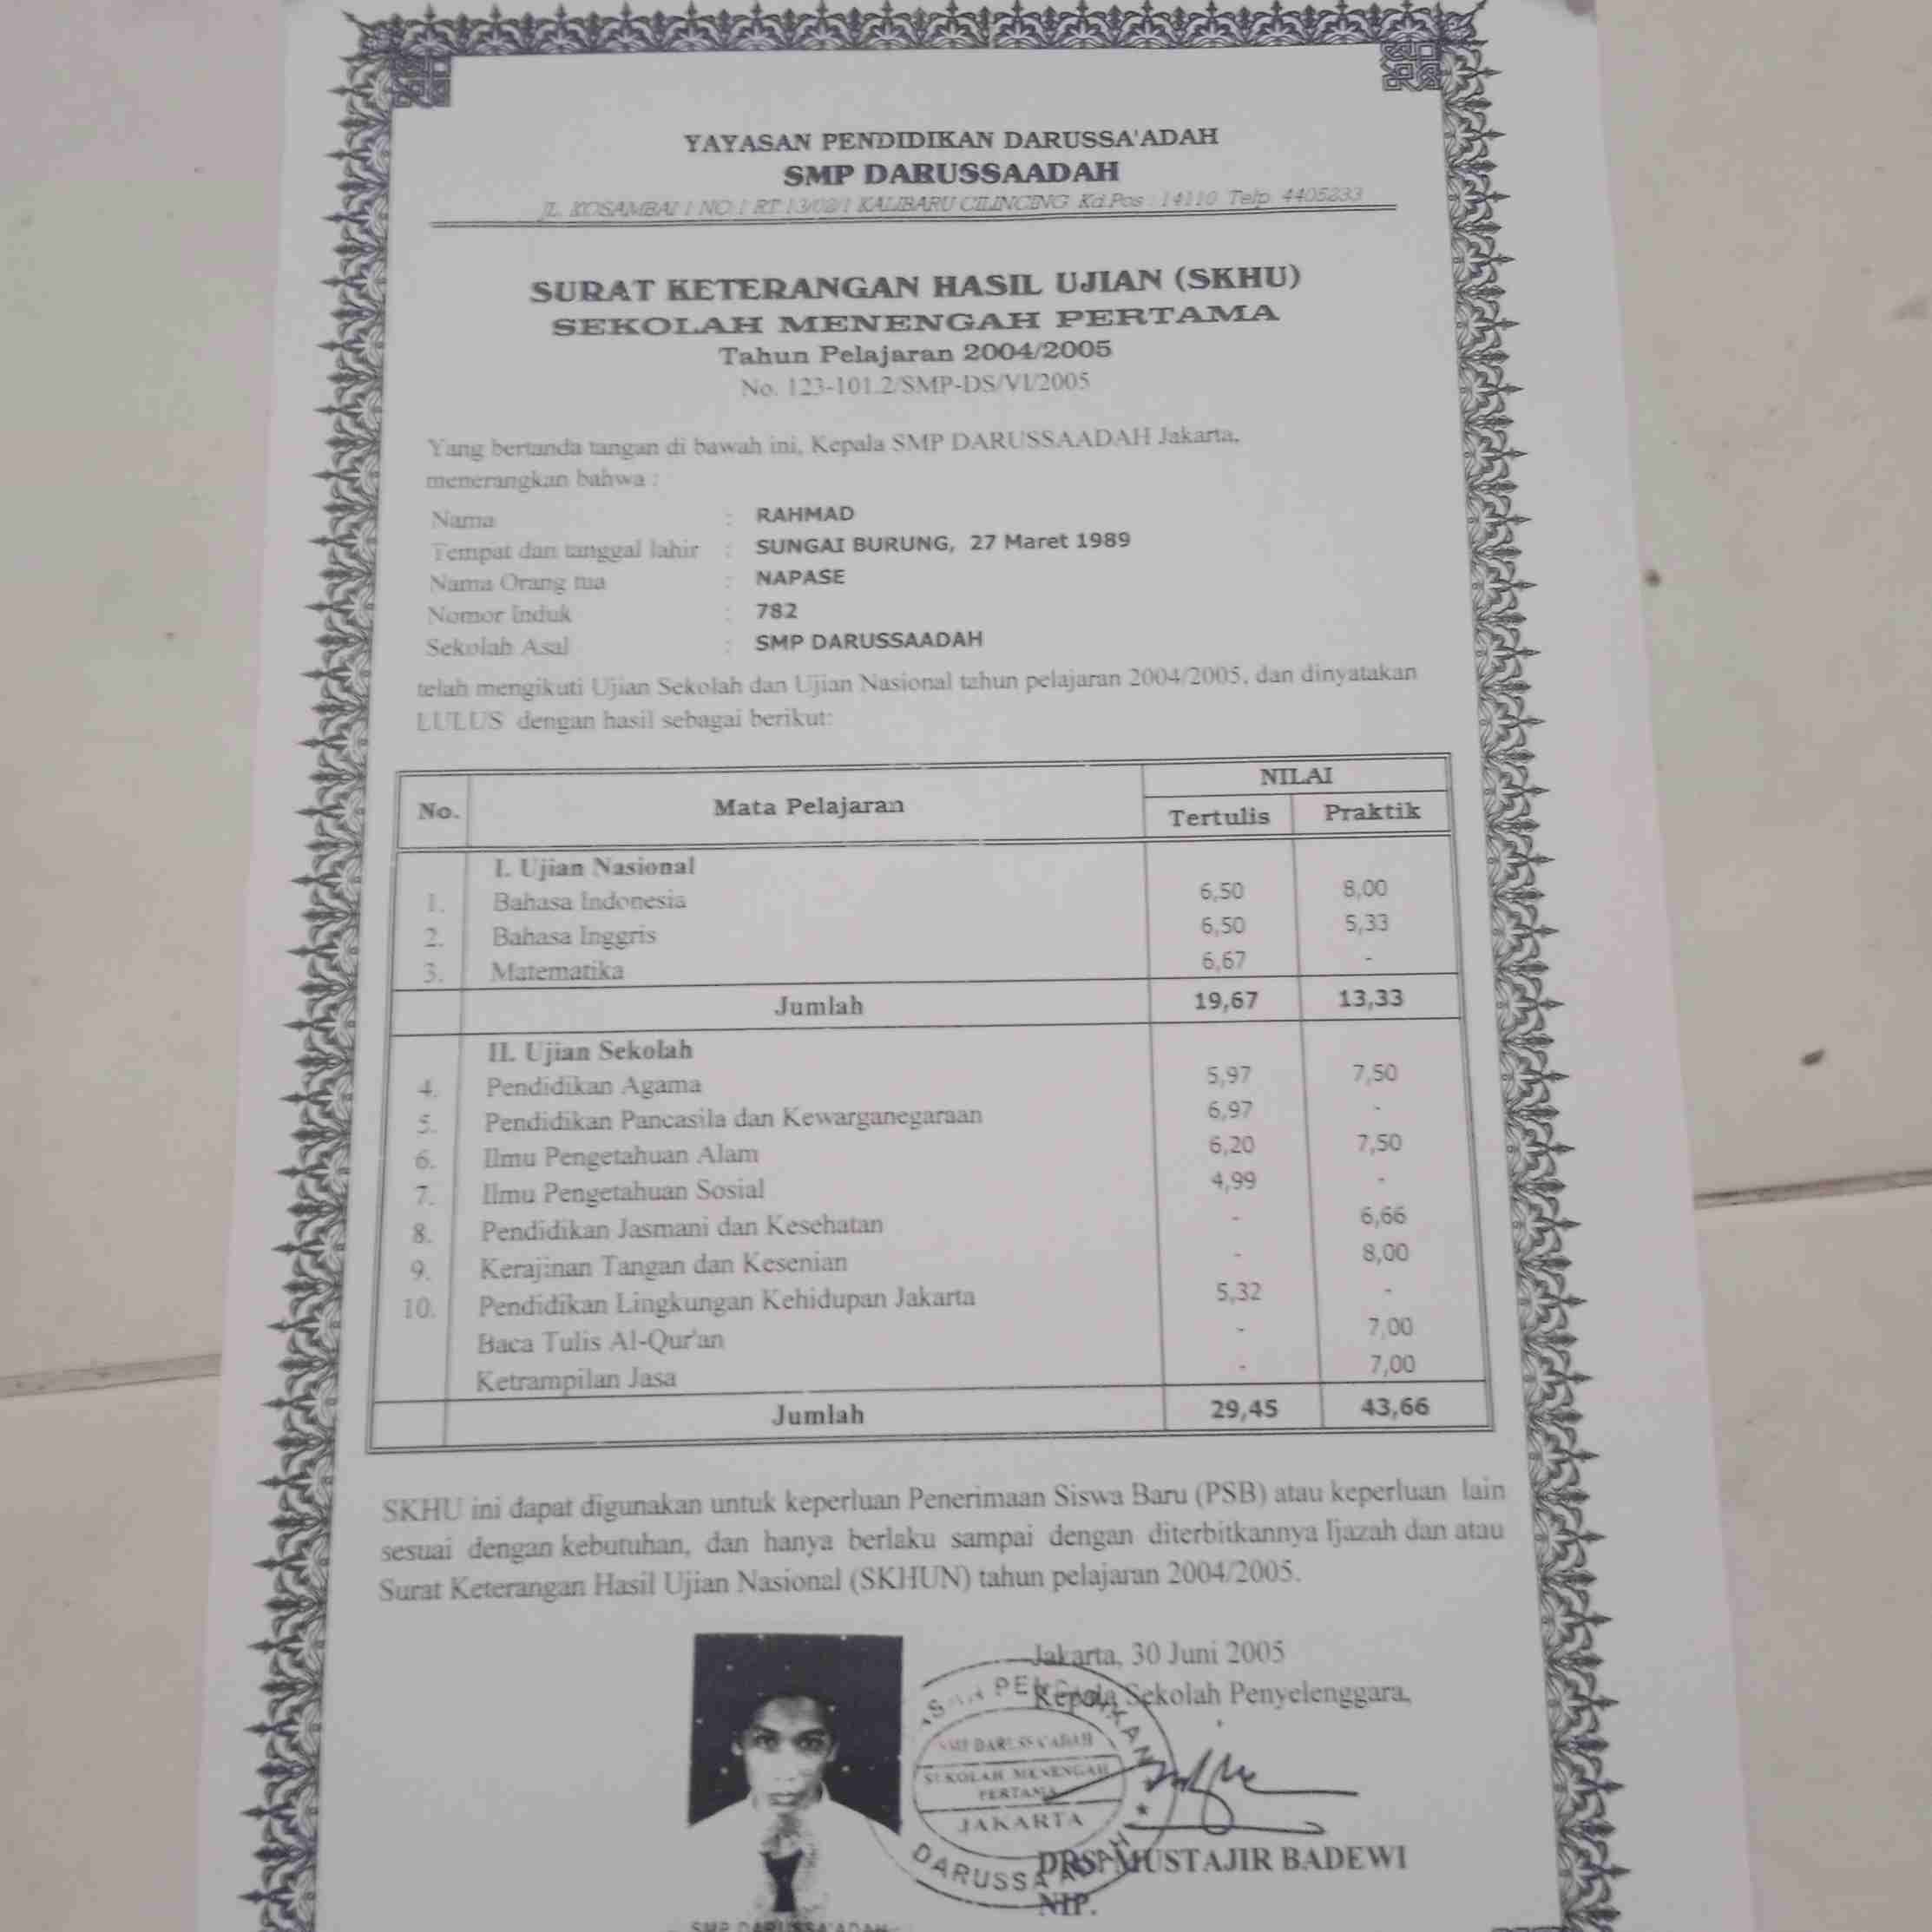 YAYASAN PENDIDIKAN DARUSSA'ADAH
SMP DARUSSAADAH
JL. KOSAMBAI I NO.1 RT 13/02/1 KALIBARU CILINCING Kd.Pos : 14110 Telp. 4405233
SURAT KETERANGAN HASIL UJIAN (SKHU)
SEKOLAH MENENGAH PERTAMA
Tahun Pelajaran 2004/2005
No. 123-101.2/SMP-DS/VI/2005
Yang bertanda tangan di bawah ini, Kepala SMP DARUSSAADAH Jakarta,
menerangkan bahwa :
Nama : RAHMAD
Tempat dan tanggal lahir : SUNGAI BURUNG, 27 Maret 1989
Nama Orang tua : NAPASE
Nomor Induk : 782
Sekolah Asal : SMP DARUSSAADAH
telah mengikuti Ujian Sekolah dan Ujian Nasional tahun pelajaran 2004/2005, dan dinyatakan
LULUS dengan hasil sebagai berikut:
No. Mata Pelajaran NILAI
Tertulis Praktik
I. Ujian Nasional
1. Bahasa Indonesia 6,50 8,00
2. Bahasa Inggris 6,50 5,33
3. Matematika 6,67 -
Jumlah 19,67 13,33
II. Ujian Sekolah
4. Pendidikan Agama 5,97 7,50
5. Pendidikan Pancasila dan Kewarganegaraan 6,97 -
6. Ilmu Pengetahuan Alam 6,20 7,50
7. Ilmu Pengetahuan Sosial 4,99 -
8. Pendidikan Jasmani dan Kesehatan - 6,66
9. Kerajinan Tangan dan Kesenian - 8,00
10. Pendidikan Lingkungan Kehidupan Jakarta 5,32 -
Baca Tulis Al-Qur'an - 7,00
Ketrampilan Jasa - 7,00
Jumlah 29,45 43,66
SKHU ini dapat digunakan untuk keperluan Penerimaan Siswa Baru (PSB) atau keperluan lain
sesuai dengan kebutuhan, dan hanya berlaku sampai dengan diterbitkannya Ijazah dan atau
Surat Keterangan Hasil Ujian Nasional (SKHUN) tahun pelajaran 2004/2005.
Jakarta, 30 Juni 2005
Kepala Sekolah Penyelenggara,
SMP DARUSSA'ADAH
SEKOLAH MENENGAH
PERTAMA
JAKARTA
DARUSSA'ADAH
DRS. MUSTAJIR BADEWI
NIP.
SMP DARUSSA'ADAH